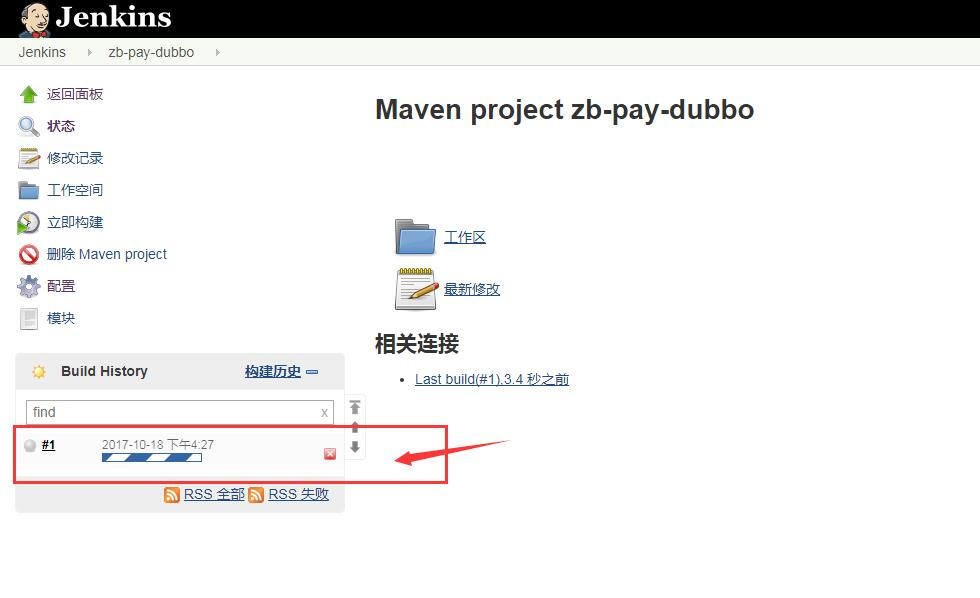 Jenkins
Jenkins
zb-pay-dubbo
返回面板
状态
修改记录
工作空间
立即构建
删除 Maven project
配置
模块
Maven project zb-pay-dubbo
工作区
最新修改
相关连接
Last build(#1),3.4 秒之前
Build History
构建历史
find
x
#1
2017-10-18 下午4:27
RSS 全部
RSS 失败